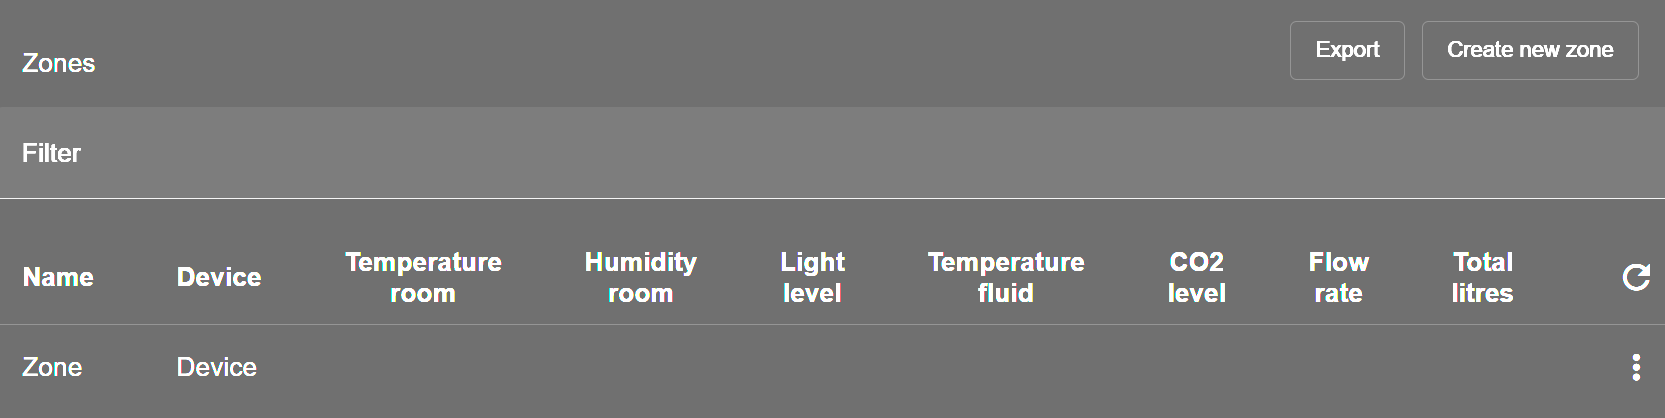 Zones
Export
Create new zone
Filter
Name
Device
Temperature
room
Humidity
room
Light
level
Temperature
fluid
CO2
level
Flow
rate
Total
litres
Zone
Device